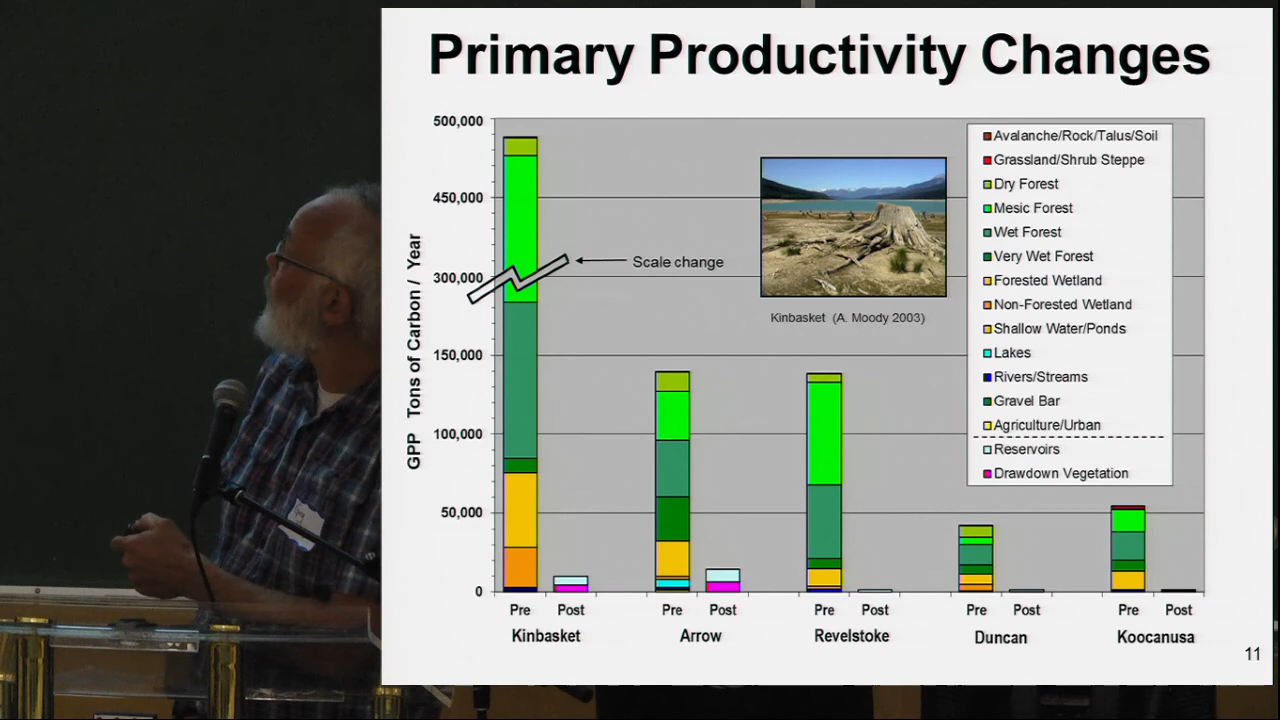 Primary Productivity Changes
GPP Tons of Carbon / Year
500,000
450,000
300,000
150,000
100,000
50,000
0
Scale change
Kinbasket (A. Moody 2003)
Avalanche/Rock/Talus/Soil
Grassland/Shrub Steppe
Dry Forest
Mesic Forest
Wet Forest
Very Wet Forest
Forested Wetland
Non-Forested Wetland
Shallow Water/Ponds
Lakes
Rivers/Streams
Gravel Bar
Agriculture/Urban
Reservoirs
Drawdown Vegetation
Pre Post Pre Post Pre Post Pre Post Pre Post
Kinbasket Arrow Revelstoke Duncan Koocanusa
11